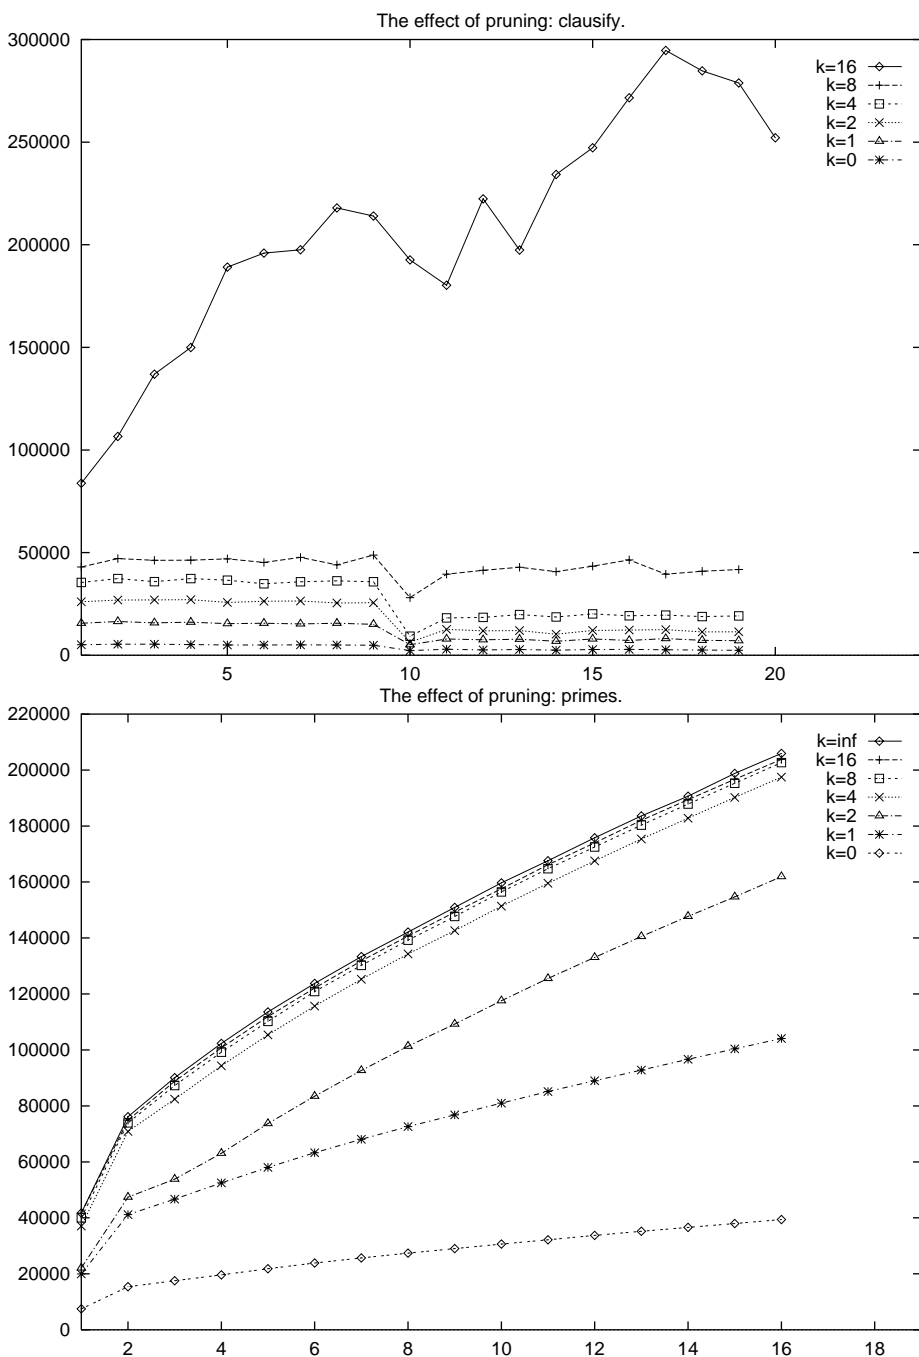 The effect of pruning: clausify.
300000
250000
200000
150000
100000
50000
0
k=16
k=8
k=4
k=2
k=1
k=0
5 10 15 20
The effect of pruning: primes.
220000
200000
180000
160000
140000
120000
100000
80000
60000
40000
20000
0
k=inf
k=16
k=8
k=4
k=2
k=1
k=0
2 4 6 8 10 12 14 16 18